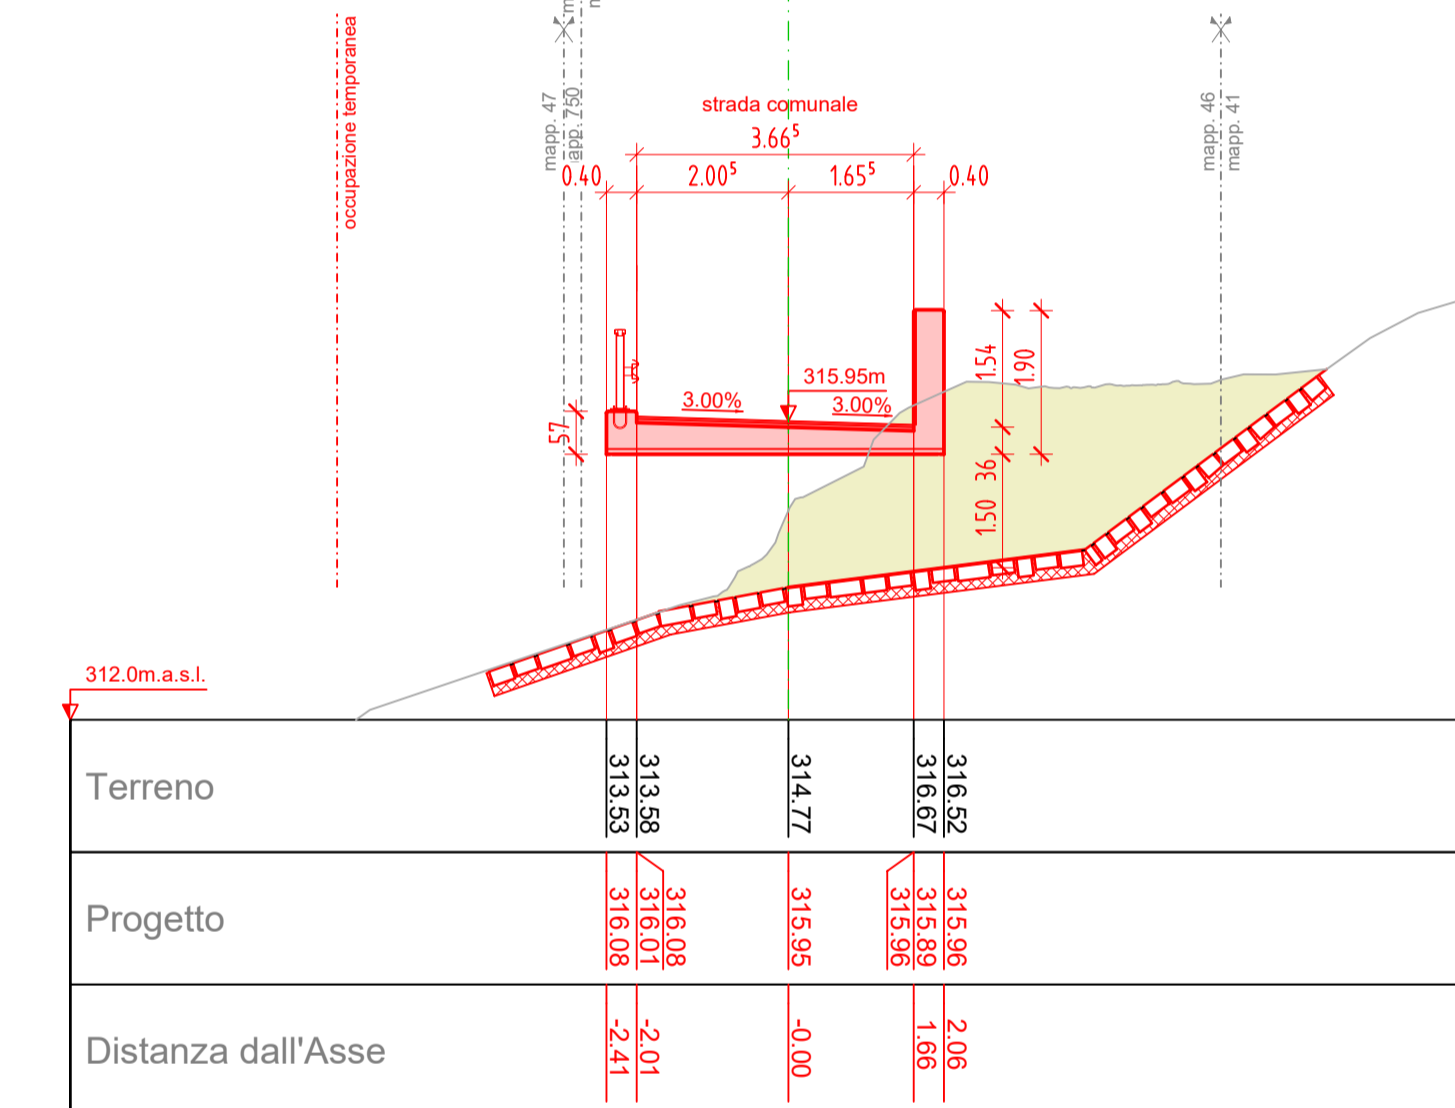 occupazione temporanea
mapp. 47
app. 750
mapp. 46
mapp. 41
strada comunale
3.66⁵
0.40
2.00⁵
1.65⁵
0.40
315.95m
3.00%
3.00%
57
1.54
1.90
36
1.50
312.0m.a.s.l.
Terreno
313.53
313.58
314.77
316.67
316.52
Progetto
316.08
316.01
316.08
315.95
315.96
315.89
315.96
Distanza dall'Asse
-2.41
-2.01
-0.00
1.66
2.06